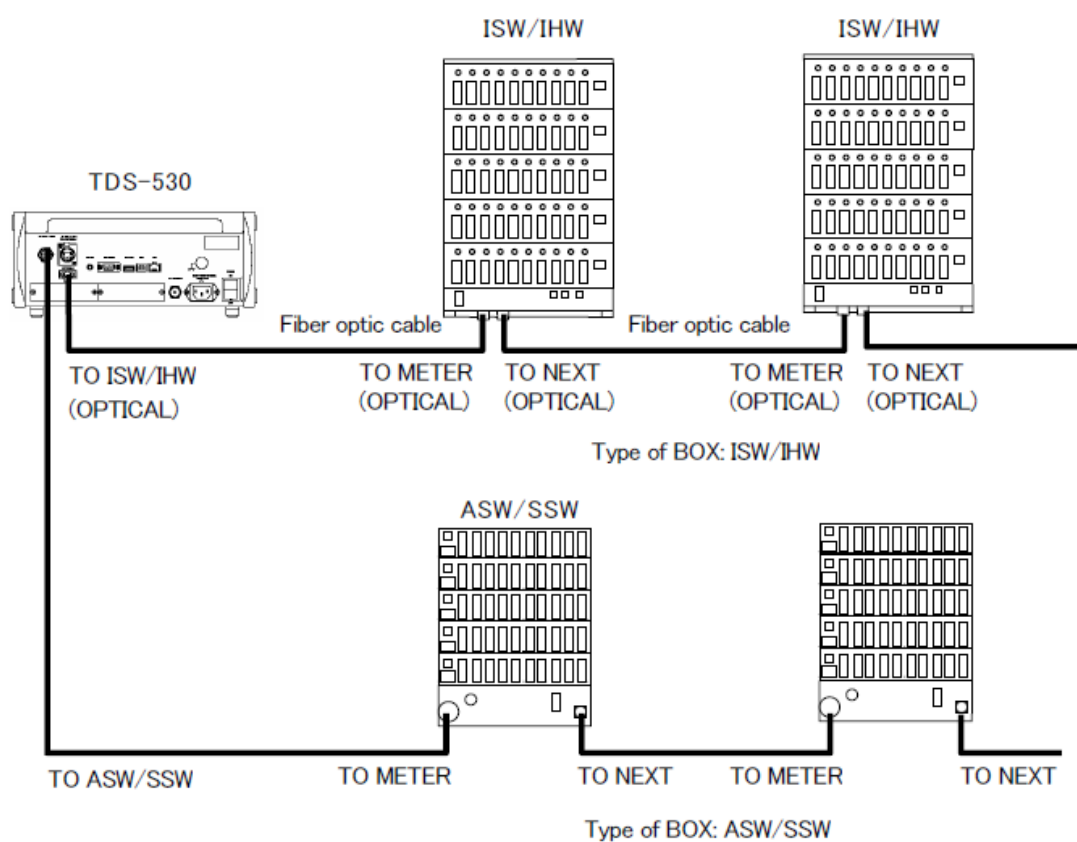 ISW/IHW
ISW/IHW
TDS-530
Fiber optic cable
Fiber optic cable
TO ISW/IHW
(OPTICAL)
TO METER
(OPTICAL)
TO NEXT
(OPTICAL)
TO METER
(OPTICAL)
TO NEXT
(OPTICAL)
Type of BOX: ISW/IHW
ASW/SSW
TO ASW/SSW
TO METER
TO NEXT
TO METER
TO NEXT
Type of BOX: ASW/SSW